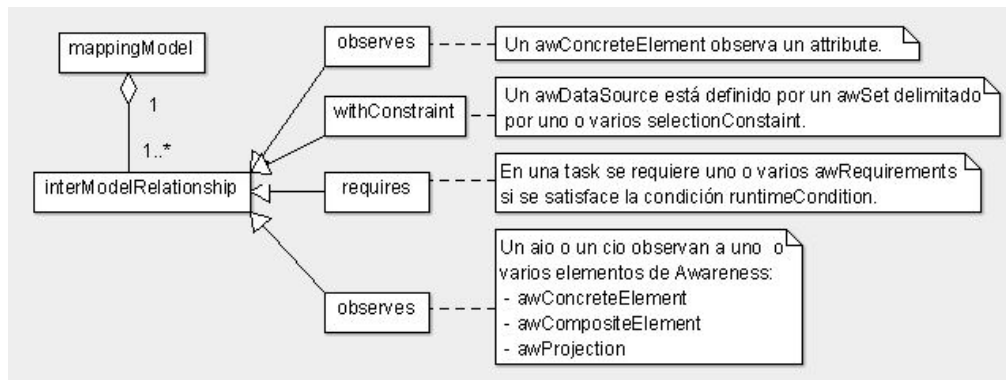 mappingModel
1
1..*
interModelRelationship
observes
Un awConcreteElement observa un attribute.
withConstraint
Un awDataSource está definido por un awSet delimitado
por uno o varios selectionConstaint.
requires
En una task se requiere uno o varios awRequirements
si se satisface la condición runtimeCondition.
observes
Un aio o un cio observan a uno o
varios elementos de Awareness:
- awConcreteElement
- awCompositeElement
- awProjection